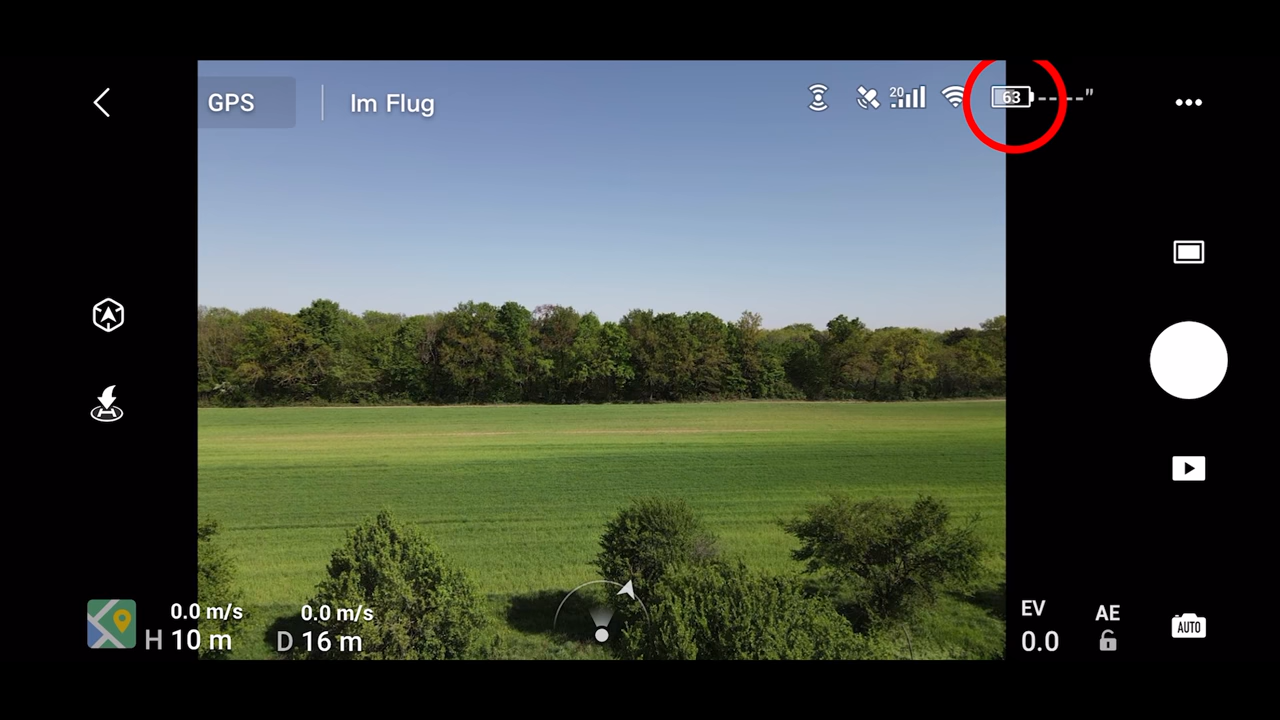 GPS
Im Flug
20
63
-----"
0.0 m/s
0.0 m/s
H 10 m
D 16 m
EV
AE
0.0
AUTO